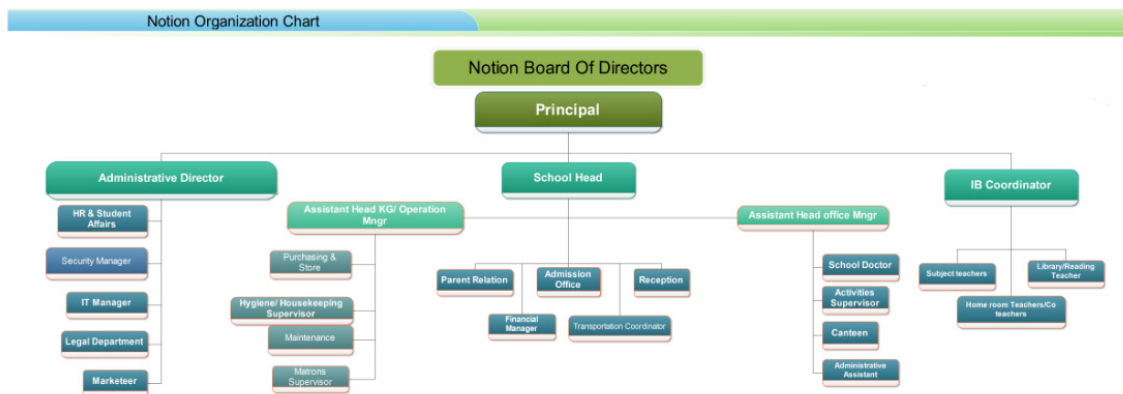 Notion Organization Chart
Notion Board Of Directors
Principal
Administrative Director
School Head
IB Coordinator
HR & Student
Affairs
Security Manager
IT Manager
Legal Department
Marketeer
Assistant Head KG/ Operation
Mngr
Purchasing &
Store
Hygiene/ Housekeeping
Supervisor
Maintenance
Matrons
Supervisor
Parent Relation
Admission
Office
Reception
Financial
Manager
Transportation Coordinator
Assistant Head office Mngr
School Doctor
Activities
Supervisor
Canteen
Administrative
Assistant
Subject teachers
Library/Reading
Teacher
Home room Teachers/Co
teachers